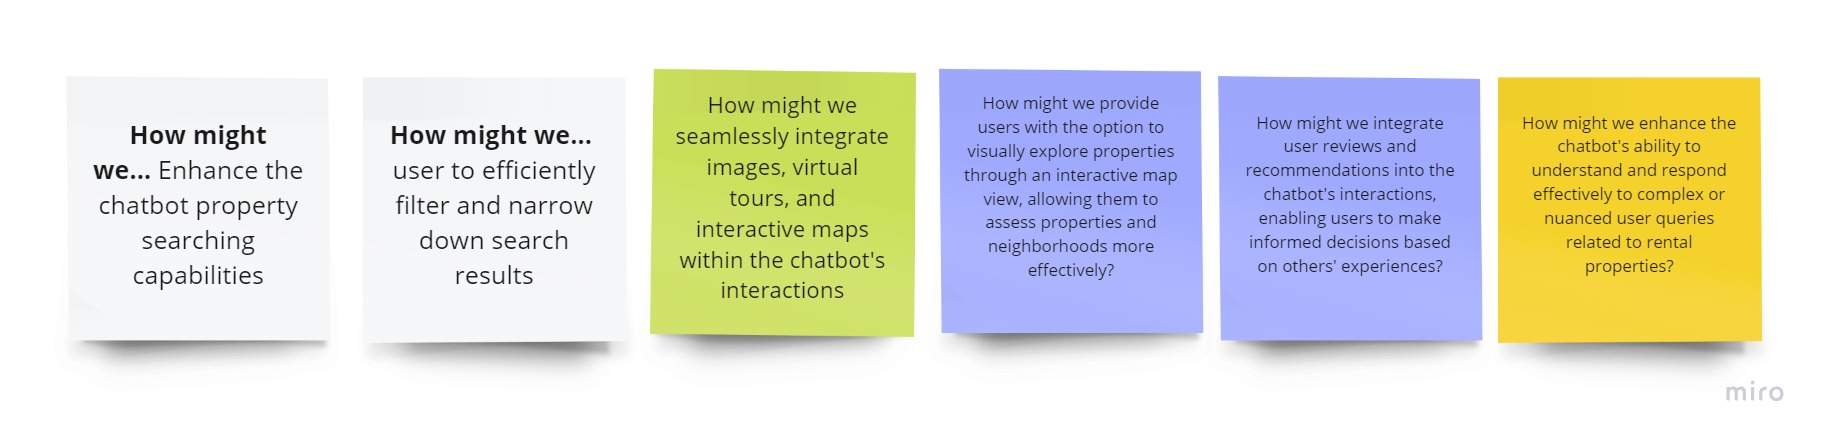 How might
we... Enhance the
chatbot property
searching
capabilities
How might we...
user to efficiently
filter and narrow
down search
results
How might we
seamlessly integrate
images, virtual
tours, and
interactive maps
within the chatbot's
interactions
How might we provide
users with the option to
visually explore properties
through an interactive map
view, allowing them to
assess properties and
neighborhoods more
effectively?
How might we integrate
user reviews and
recommendations into the
chatbot's interactions,
enabling users to make
informed decisions based
on others' experiences?
How might we enhance the
chatbot's ability to
understand and respond
effectively to complex or
nuanced user queries
related to rental
properties?
miro